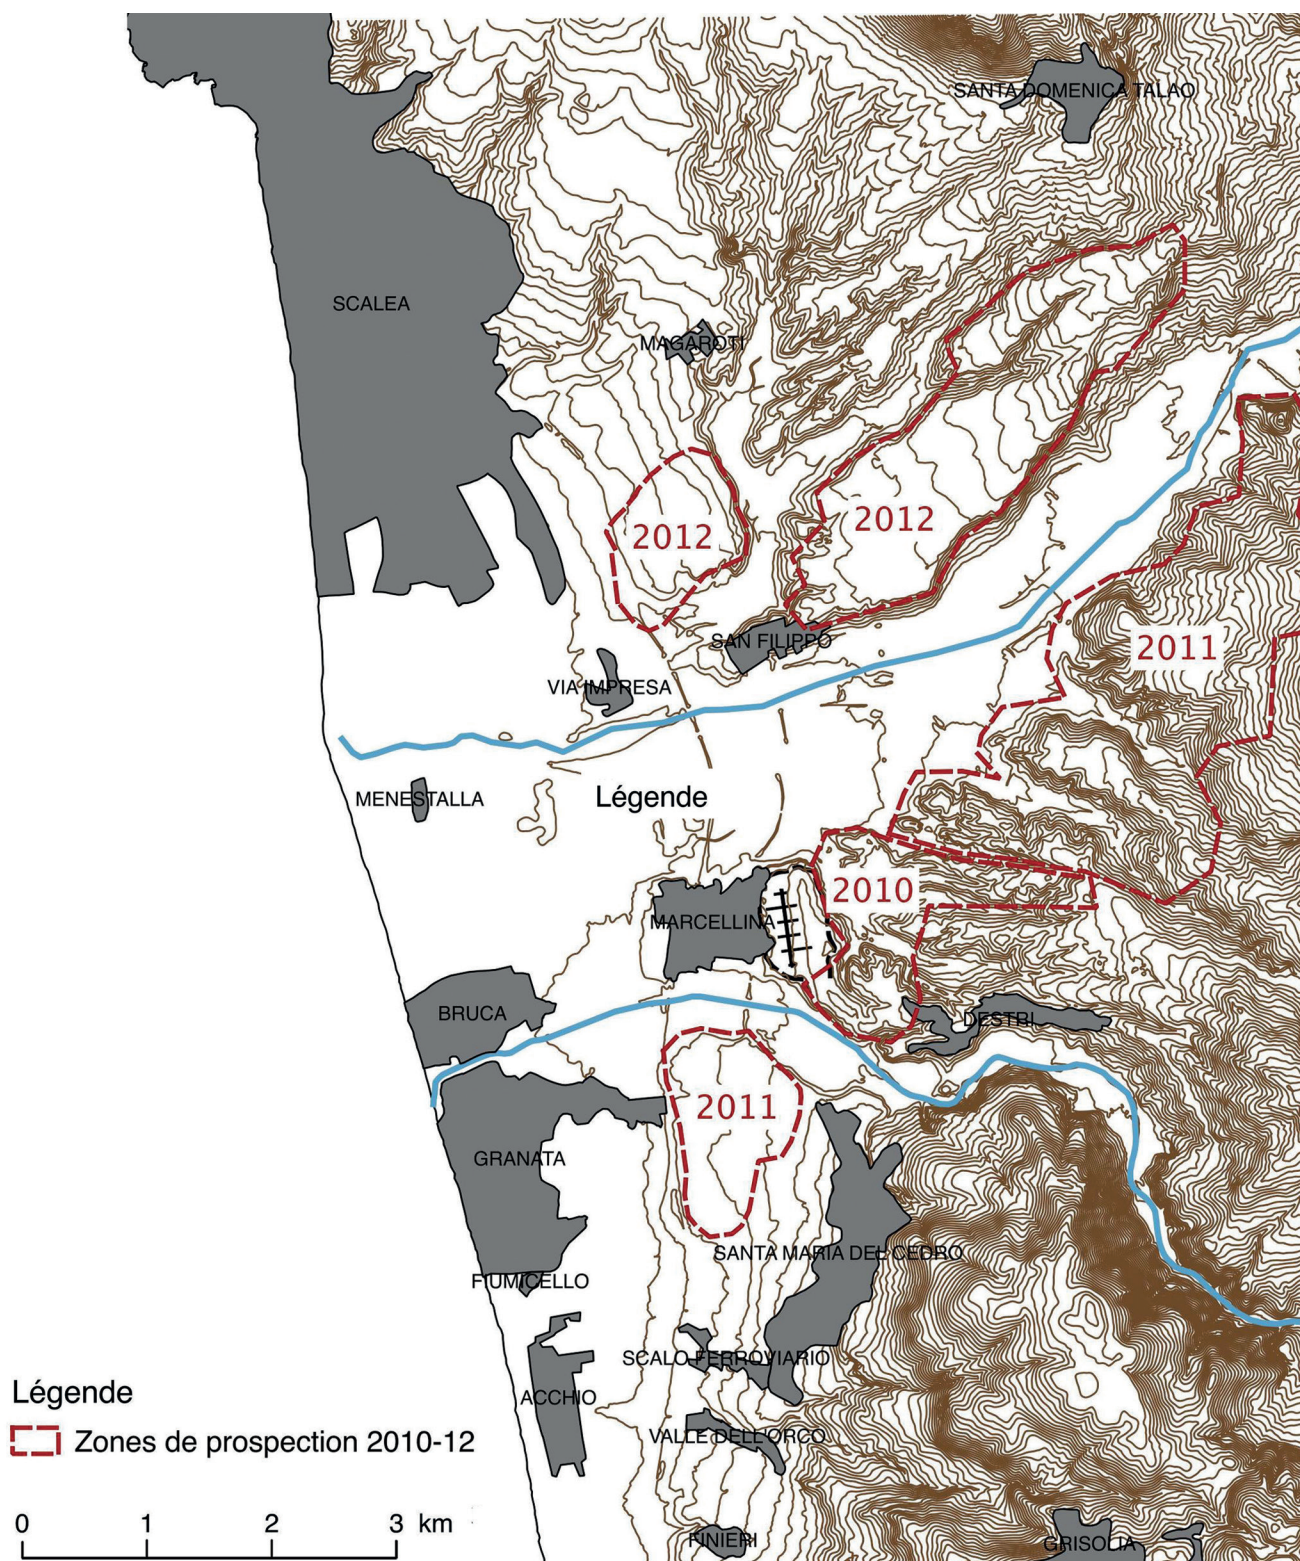 SANTA DOMENICA TALAO
SCALEA
MAGAROTI
2012
2012
SAN FILIPPO
2011
VIA IMPRESA
MENESTALLA
Légende
2010
MARCELLINA
BRUCA
DESTRI
2011
GRANATA
SANTA MARIA DEL CEDRO
FIUMICELLO
SCALO FERROVIARIO
ACCHIO
Légende
Zones de prospection 2010-12
VALLE DELL'ORCO
0 1 2 3 km
FINIERI
GRISOLIA